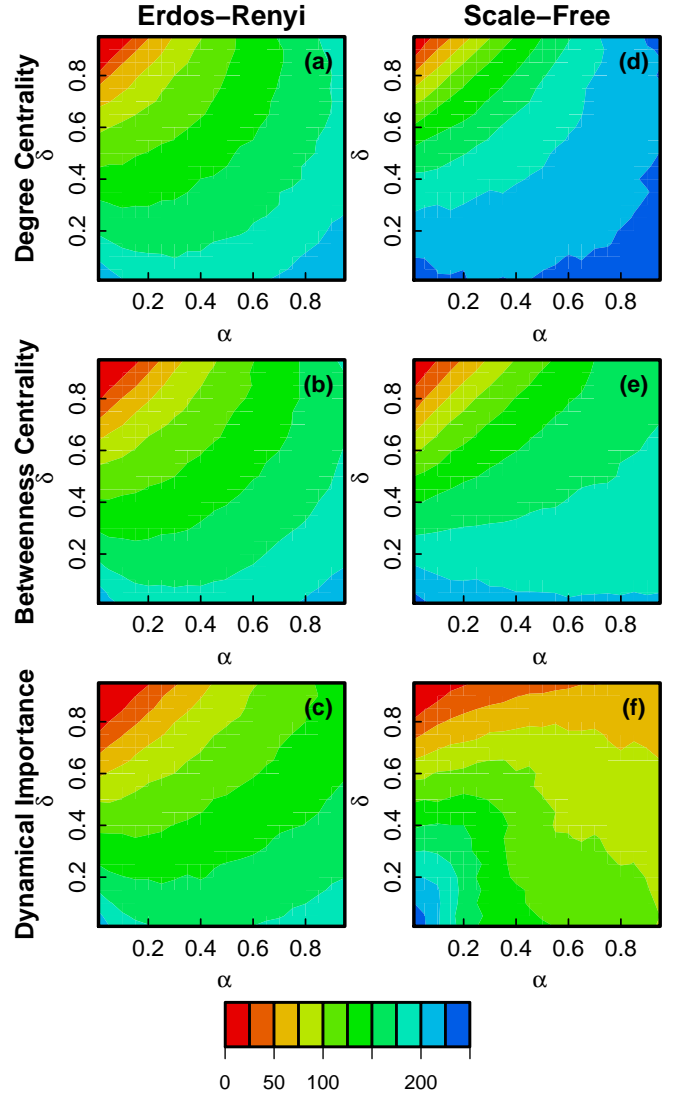 Erdos−Renyi Scale−Free
Degree Centrality
δ
0.2 0.4 0.6 0.8
(a)
0.2 0.4 0.6 0.8
α
δ
0.2 0.4 0.6 0.8
(d)
0.2 0.4 0.6 0.8
α
Betweenness Centrality
δ
0.2 0.4 0.6 0.8
(b)
0.2 0.4 0.6 0.8
α
δ
0.2 0.4 0.6 0.8
(e)
0.2 0.4 0.6 0.8
α
Dynamical Importance
δ
0.2 0.4 0.6 0.8
(c)
0.2 0.4 0.6 0.8
α
δ
0.2 0.4 0.6 0.8
(f)
0.2 0.4 0.6 0.8
α
0 50 100 200